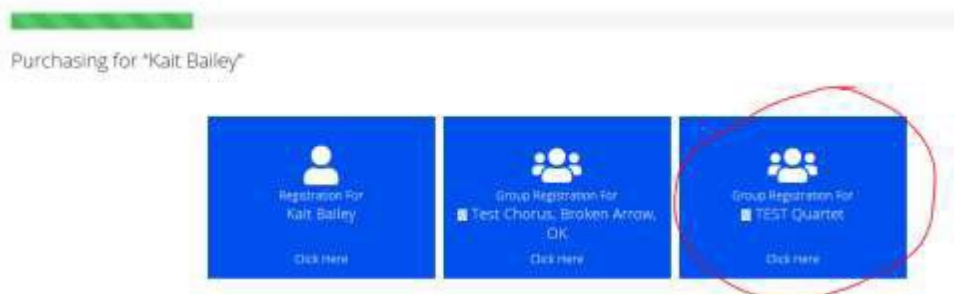 Purchasing for "Kait Bailey"
Registration For
Kait Bailey
Click Here
Group Registration For
Test Chorus, Broken Arrow,
OK
Click Here
Group Registration For
TEST Quartet
Click Here